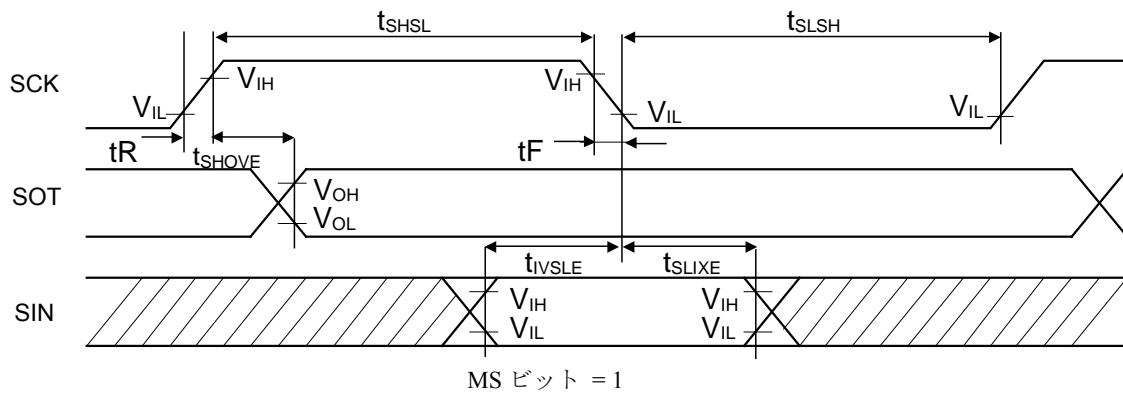 tSHSL
tSLSH
SCK
VIH
VIH
VIL
VIL
VIL
tR
tSHOVE
tF
SOT
VOH
VOL
tIVSLE
tSLIXE
SIN
VIH
VIH
VIL
VIL
MS ビット = 1